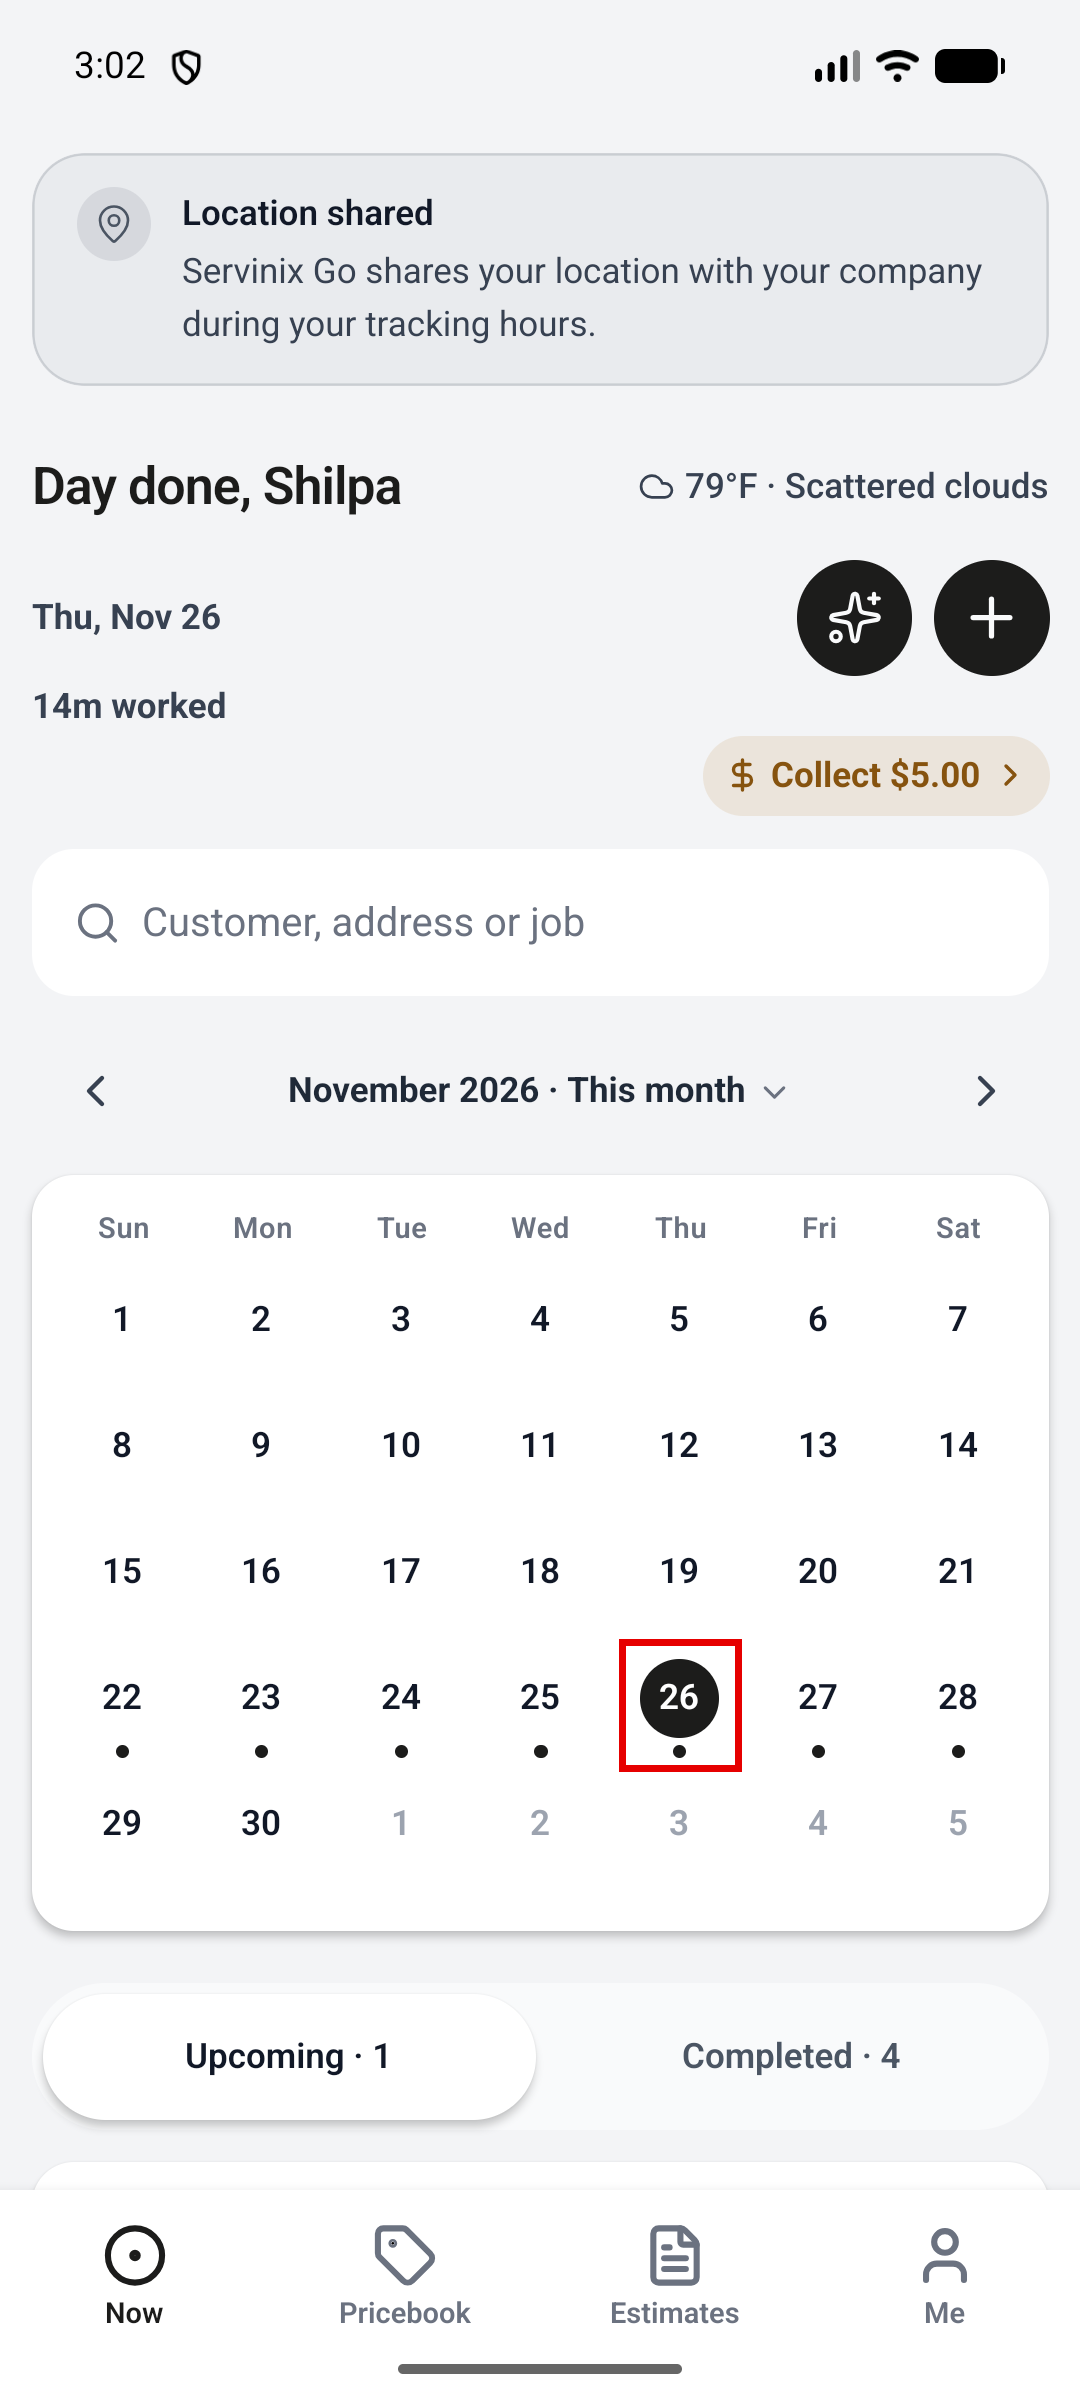 3:02
Location shared
Servinix Go shares your location with your company
during your tracking hours.
Day done, Shilpa
79°F · Scattered clouds
Thu, Nov 26
14m worked
Collect $5.00
Customer, address or job
November 2026 · This month
Sun Mon Tue Wed Thu Fri Sat
1 2 3 4 5 6 7
8 9 10 11 12 13 14
15 16 17 18 19 20 21
22 23 24 25 26 27 28
29 30 1 2 3 4 5
Upcoming · 1 Completed · 4
Now Pricebook Estimates Me